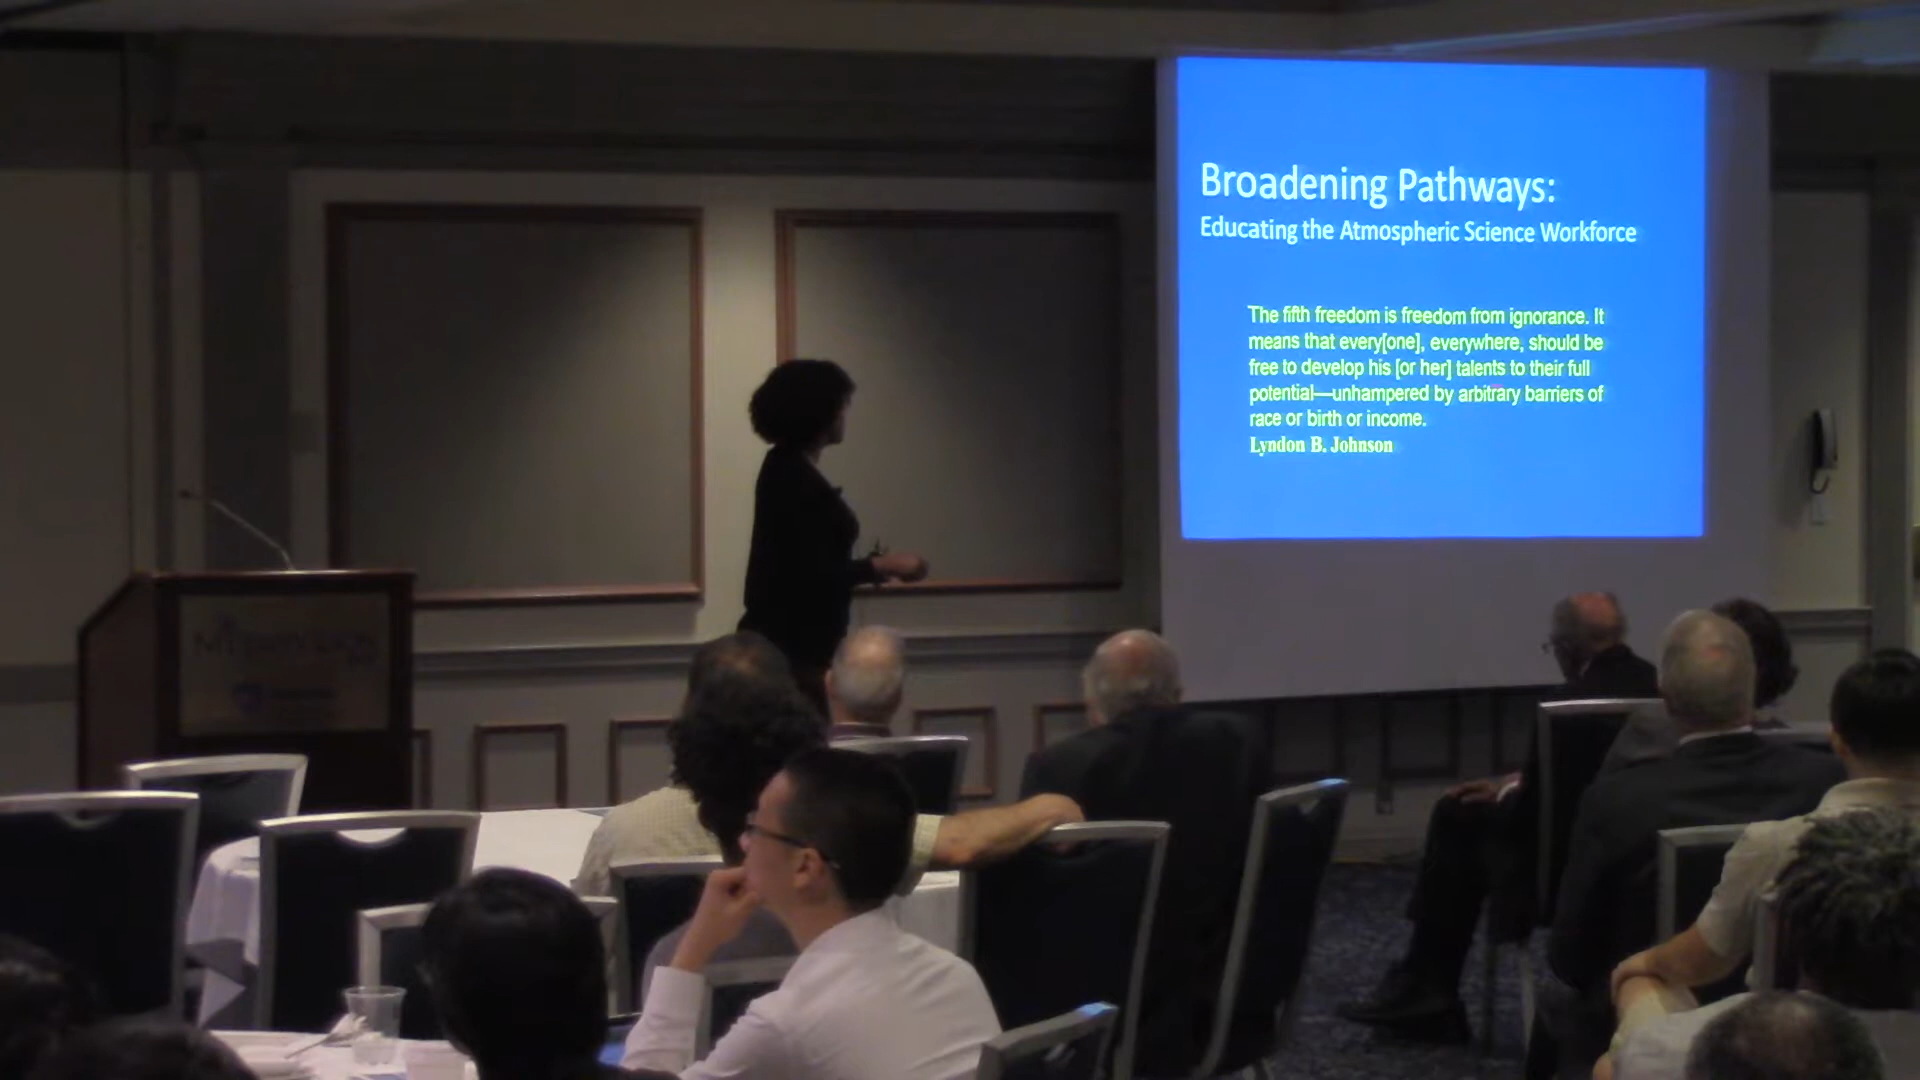 Broadening Pathways:
Educating the Atmospheric Science Workforce
The fifth freedom is freedom from ignorance. It
means that every[one], everywhere, should be
free to develop his [or her] talents to their full
potential—unhampered by arbitrary barriers of
race or birth or income.
Lyndon B. Johnson